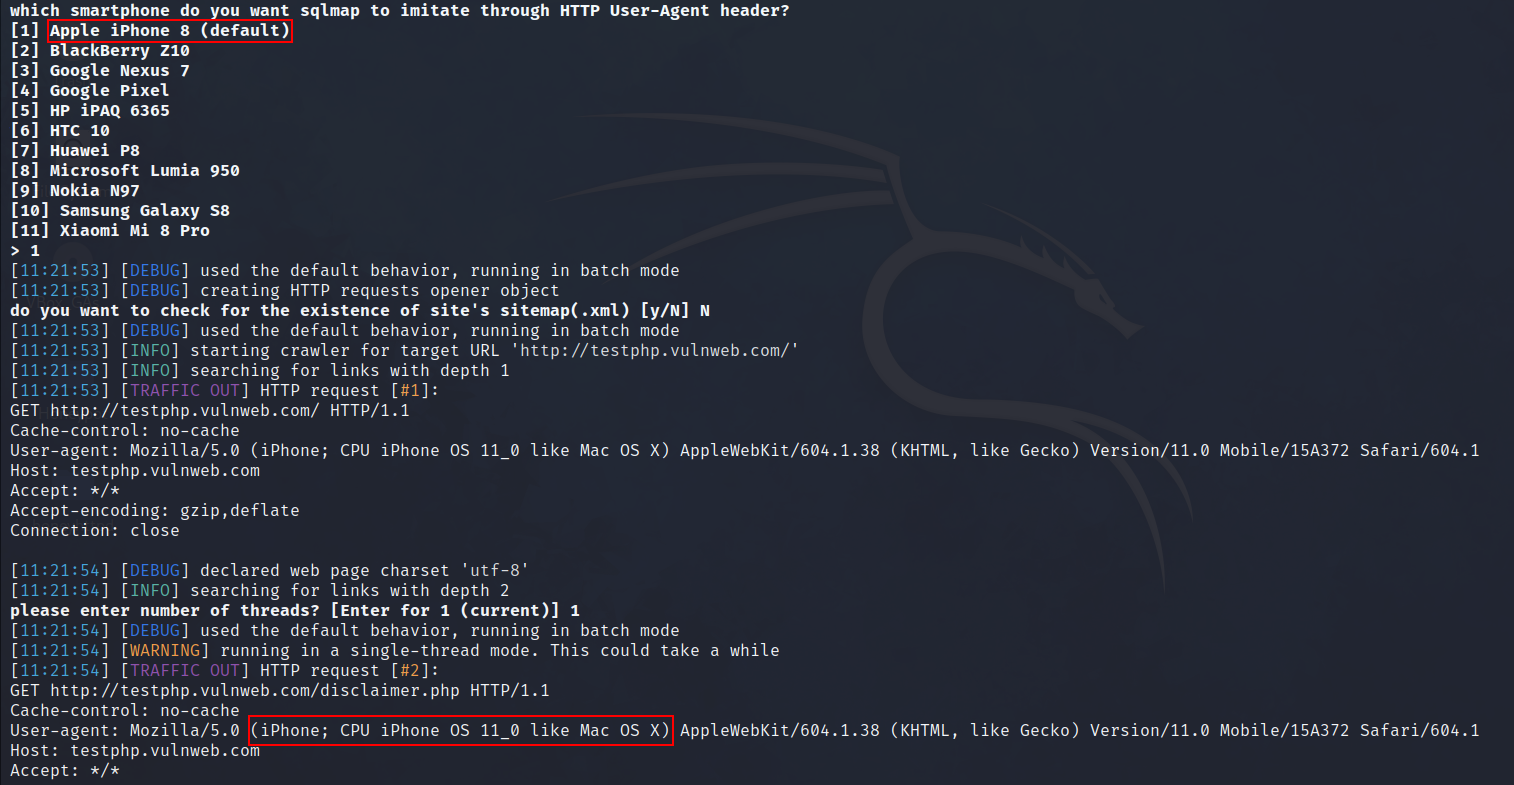 which smartphone do you want sqlmap to imitate through HTTP User-Agent header?
[1] Apple iPhone 8 (default)
[2] BlackBerry Z10
[3] Google Nexus 7
[4] Google Pixel
[5] HP iPAQ 6365
[6] HTC 10
[7] Huawei P8
[8] Microsoft Lumia 950
[9] Nokia N97
[10] Samsung Galaxy S8
[11] Xiaomi Mi 8 Pro
> 1
[11:21:53] [DEBUG] used the default behavior, running in batch mode
[11:21:53] [DEBUG] creating HTTP requests opener object
do you want to check for the existence of site's sitemap(.xml) [y/N] N
[11:21:53] [DEBUG] used the default behavior, running in batch mode
[11:21:53] [INFO] starting crawler for target URL 'http://testphp.vulnweb.com/'
[11:21:53] [INFO] searching for links with depth 1
[11:21:53] [TRAFFIC OUT] HTTP request [#1]:
GET http://testphp.vulnweb.com/ HTTP/1.1
Cache-control: no-cache
User-agent: Mozilla/5.0 (iPhone; CPU iPhone OS 11_0 like Mac OS X) AppleWebKit/604.1.38 (KHTML, like Gecko) Version/11.0 Mobile/15A372 Safari/604.1
Host: testphp.vulnweb.com
Accept: */*
Accept-encoding: gzip,deflate
Connection: close
[11:21:54] [DEBUG] declared web page charset 'utf-8'
[11:21:54] [INFO] searching for links with depth 2
please enter number of threads? [Enter for 1 (current)] 1
[11:21:54] [DEBUG] used the default behavior, running in batch mode
[11:21:54] [WARNING] running in a single-thread mode. This could take a while
[11:21:54] [TRAFFIC OUT] HTTP request [#2]:
GET http://testphp.vulnweb.com/disclaimer.php HTTP/1.1
Cache-control: no-cache
User-agent: Mozilla/5.0 (iPhone; CPU iPhone OS 11_0 like Mac OS X) AppleWebKit/604.1.38 (KHTML, like Gecko) Version/11.0 Mobile/15A372 Safari/604.1
Host: testphp.vulnweb.com
Accept: */*